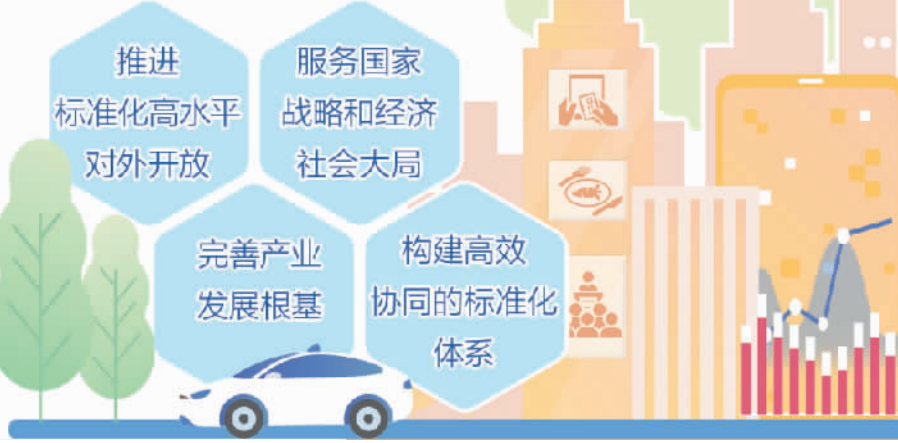 推进
标准化高水平
对外开放
服务国家
战略和经济
社会大局
完善产业
发展根基
构建高效
协同的标准化
体系